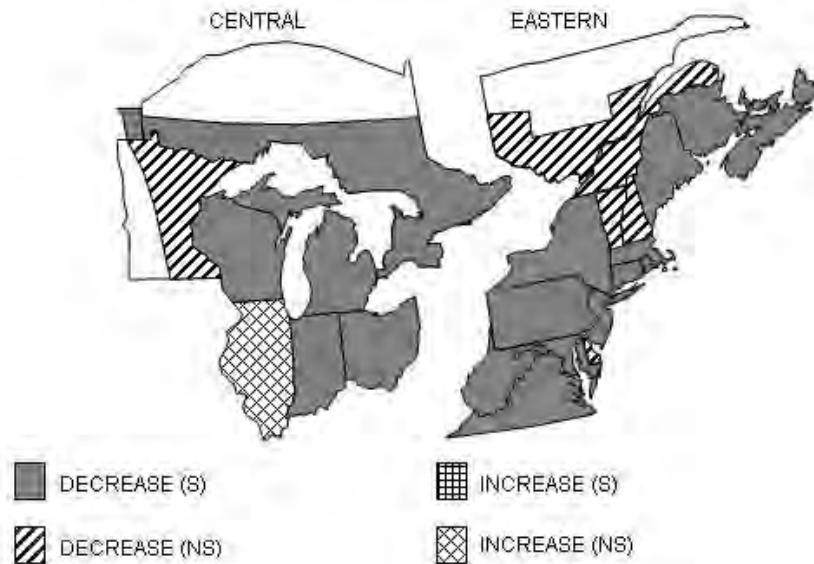 CENTRAL
EASTERN
DECREASE (S)
INCREASE (S)
DECREASE (NS)
INCREASE (NS)